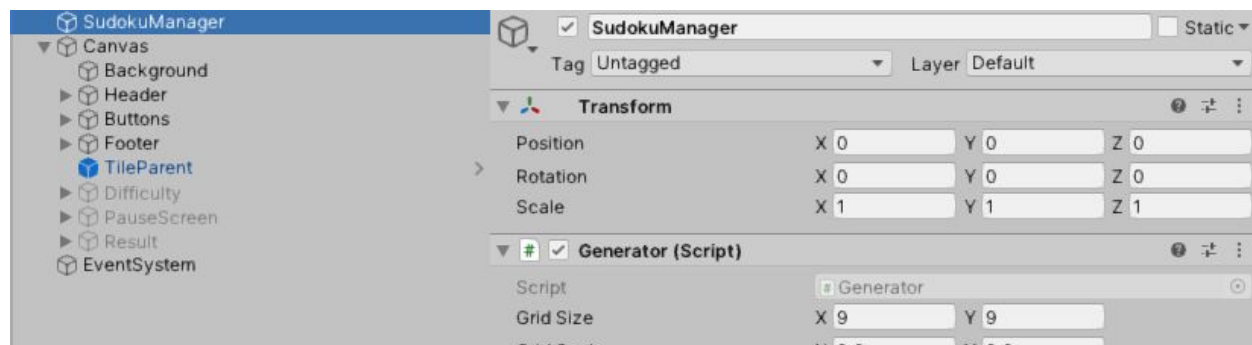 SudokuManager
Canvas
Background
Header
Buttons
Footer
TileParent
Difficulty
PauseScreen
Result
EventSystem
SudokuManager Static
Tag Untagged Layer Default
Transform
Position X 0 Y 0 Z 0
Rotation X 0 Y 0 Z 0
Scale X 1 Y 1 Z 1
# Generator (Script)
Script # Generator
Grid Size X 9 Y 9